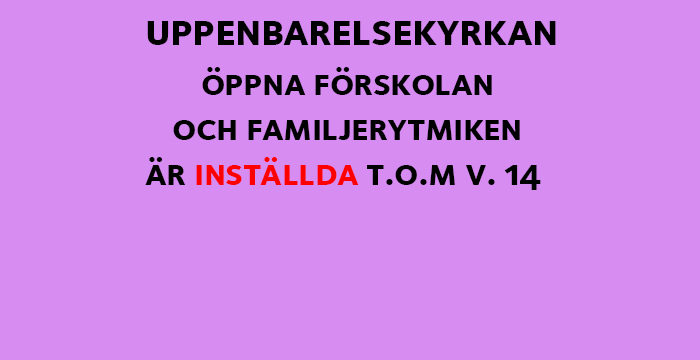 UPPENBARELSEKYRKAN
ÖPPNA FÖRSKOLAN
OCH FAMILJERYTMIKEN
ÄR INSTÄLLDA T.O.M V. 14